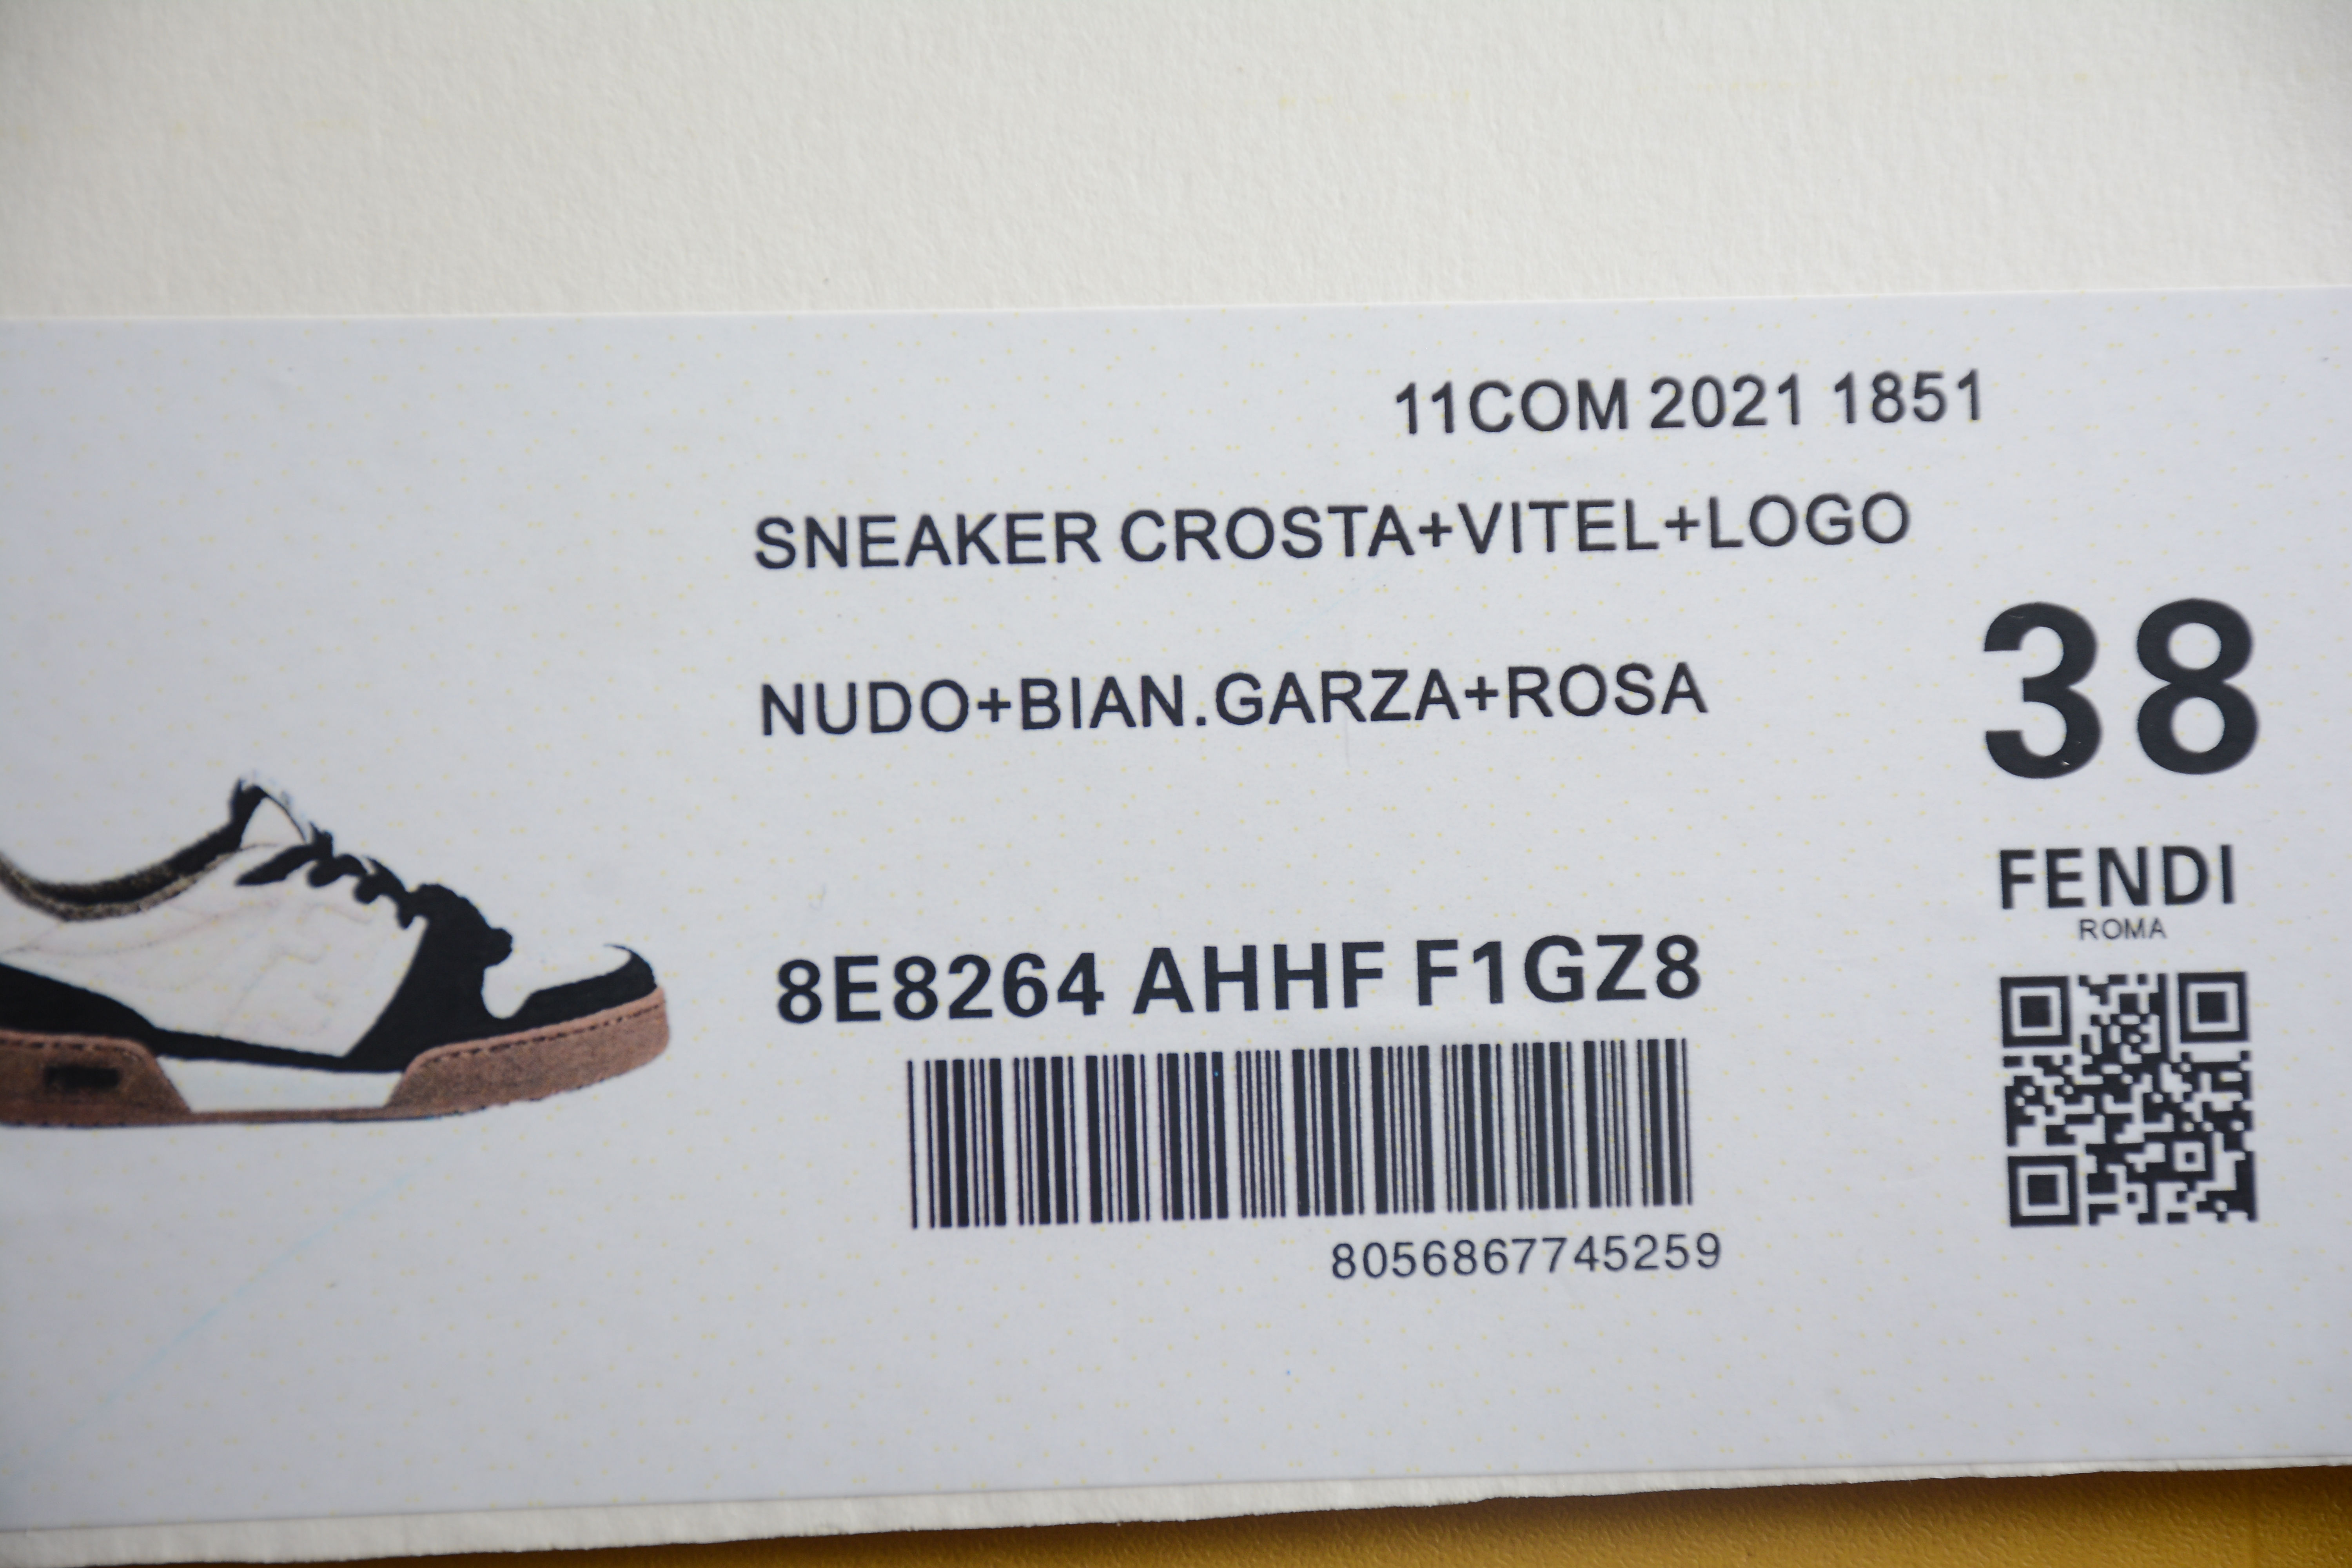 11COM 2021 1851
SNEAKER CROSTA+VITEL+LOGO
NUDO+BIAN.GARZA+ROSA
38
FENDI
ROMA
8E8264 AHHF F1GZ8
8056867745259